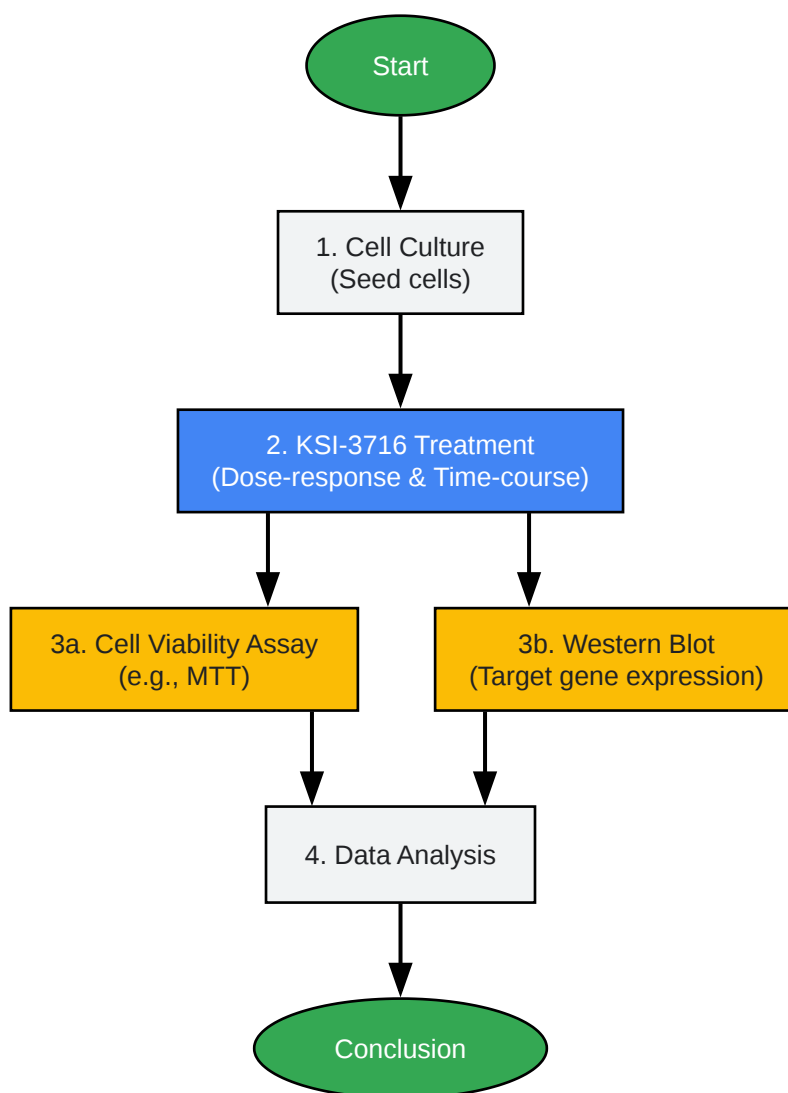 Start
1. Cell Culture
(Seed cells)
2. KSI-3716 Treatment
(Dose-response & Time-course)
3a. Cell Viability Assay
(e.g., MTT)
3b. Western Blot
(Target gene expression)
4. Data Analysis
Conclusion